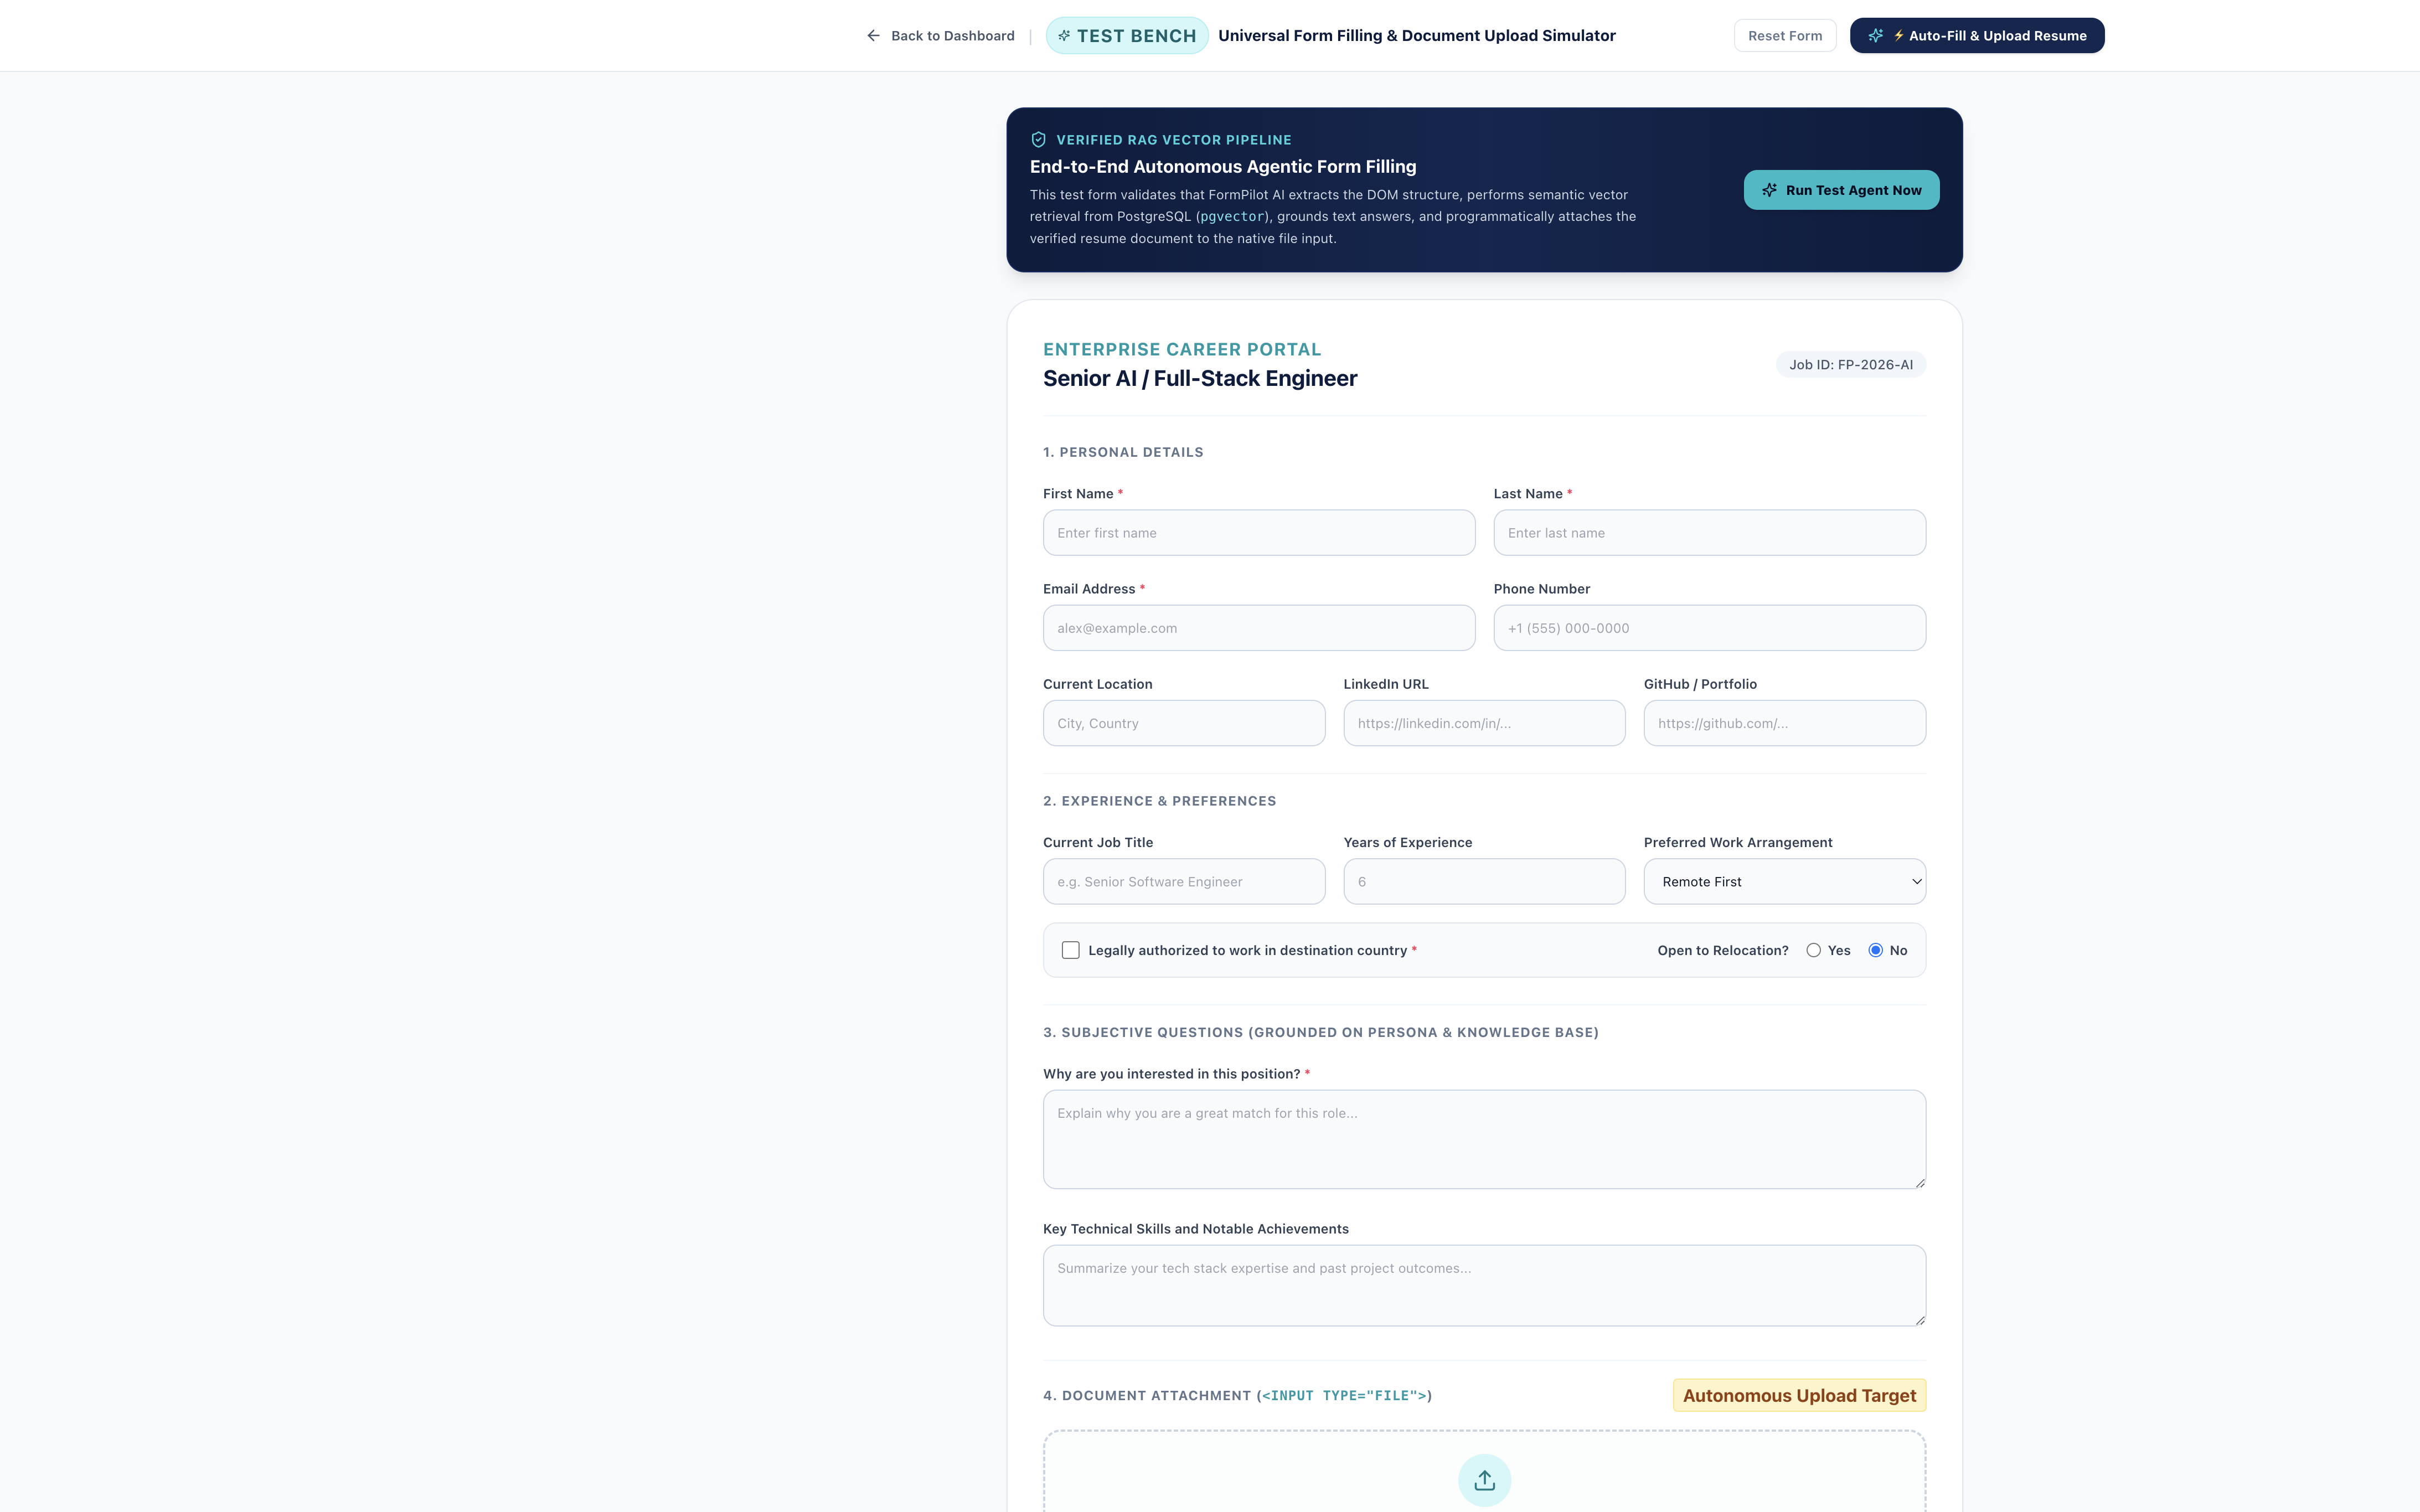 Back to Dashboard | TEST BENCH Universal Form Filling & Document Upload Simulator Reset Form ⚡ Auto-Fill & Upload Resume
VERIFIED RAG VECTOR PIPELINE
End-to-End Autonomous Agentic Form Filling
This test form validates that FormPilot AI extracts the DOM structure, performs semantic vector
retrieval from PostgreSQL (pgvector), grounds text answers, and programmatically attaches the
verified resume document to the native file input.
Run Test Agent Now
ENTERPRISE CAREER PORTAL
Senior AI / Full-Stack Engineer
Job ID: FP-2026-AI
1. PERSONAL DETAILS
First Name * Last Name *
Enter first name Enter last name
Email Address * Phone Number
alex@example.com +1 (555) 000-0000
Current Location LinkedIn URL GitHub / Portfolio
City, Country https://linkedin.com/in/... https://github.com/...
2. EXPERIENCE & PREFERENCES
Current Job Title Years of Experience Preferred Work Arrangement
e.g. Senior Software Engineer 6 Remote First
Legally authorized to work in destination country * Open to Relocation? Yes No
3. SUBJECTIVE QUESTIONS (GROUNDED ON PERSONA & KNOWLEDGE BASE)
Why are you interested in this position? *
Explain why you are a great match for this role...
Key Technical Skills and Notable Achievements
Summarize your tech stack expertise and past project outcomes...
4. DOCUMENT ATTACHMENT (<INPUT TYPE="FILE">) Autonomous Upload Target